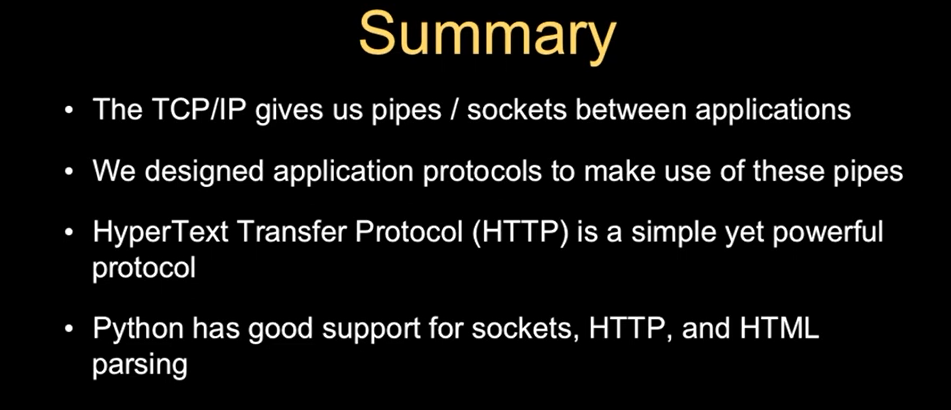 Summary
• The TCP/IP gives us pipes / sockets between applications
• We designed application protocols to make use of these pipes
• HyperText Transfer Protocol (HTTP) is a simple yet powerful
protocol
• Python has good support for sockets, HTTP, and HTML
parsing